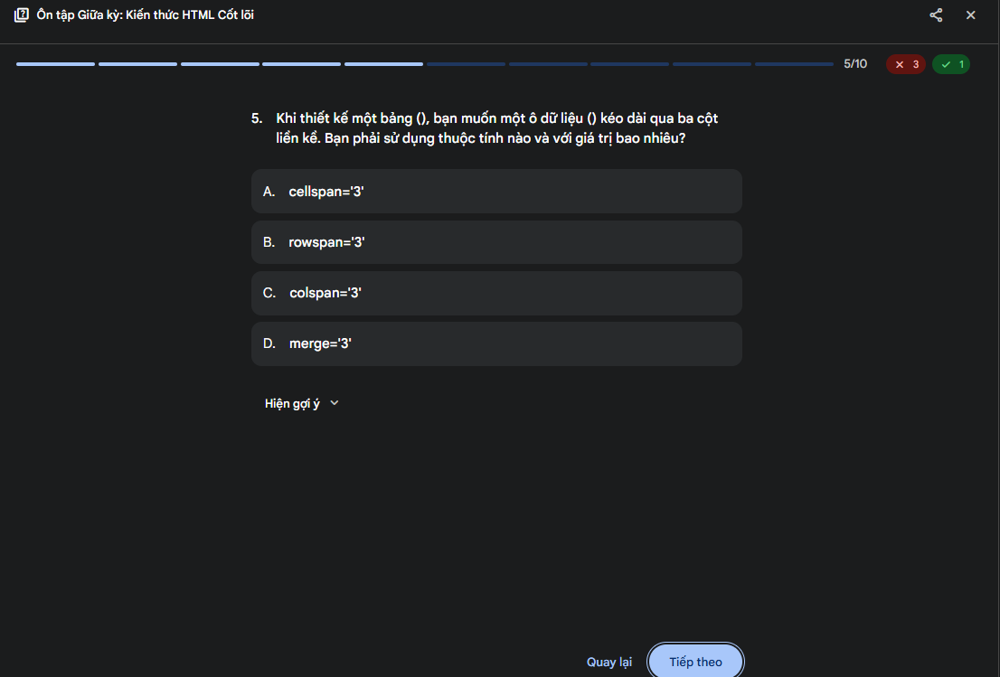 Ôn tập Giữa kỳ: Kiến thức HTML Cốt lõi
5/10
3
1
5. Khi thiết kế một bảng (), bạn muốn một ô dữ liệu () kéo dài qua ba cột
liền kề. Bạn phải sử dụng thuộc tính nào và với giá trị bao nhiêu?
A. cellspan='3'
B. rowspan='3'
C. colspan='3'
D. merge='3'
Hiện gợi ý
Quay lại
Tiếp theo